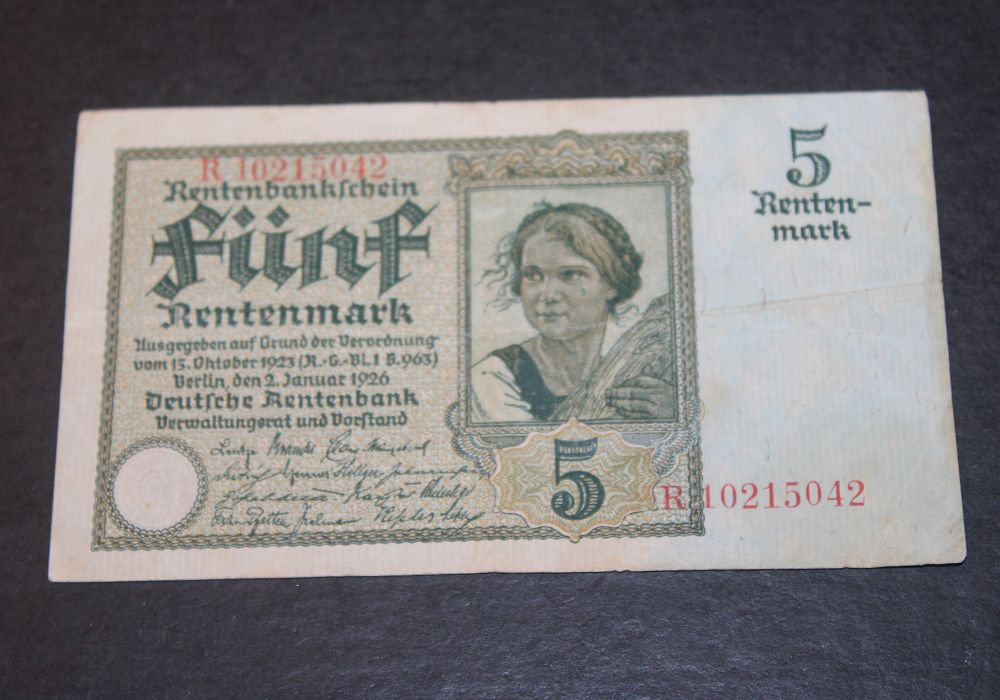 R 10215042
Rentenbankschein
Fünf
Rentenmark
Ausgegeben auf Grund der Verordnung
vom 15. Oktober 1923 (R.-G.-Bl. I S. 963)
Berlin, den 2. Januar 1926
Deutsche Rentenbank
Verwaltungsrat und Vorstand
5
5
Renten-
mark
R 10215042